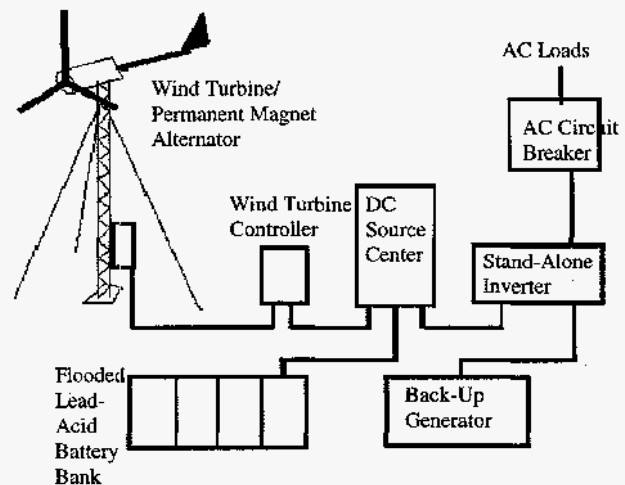 Wind Turbine/
Permanent Magnet
Alternator
AC Loads
AC Circuit
Breaker
Wind Turbine
Controller
DC
Source
Center
Stand-Alone
Inverter
Flooded
Lead-
Acid
Battery
Bank
Back-Up
Generator